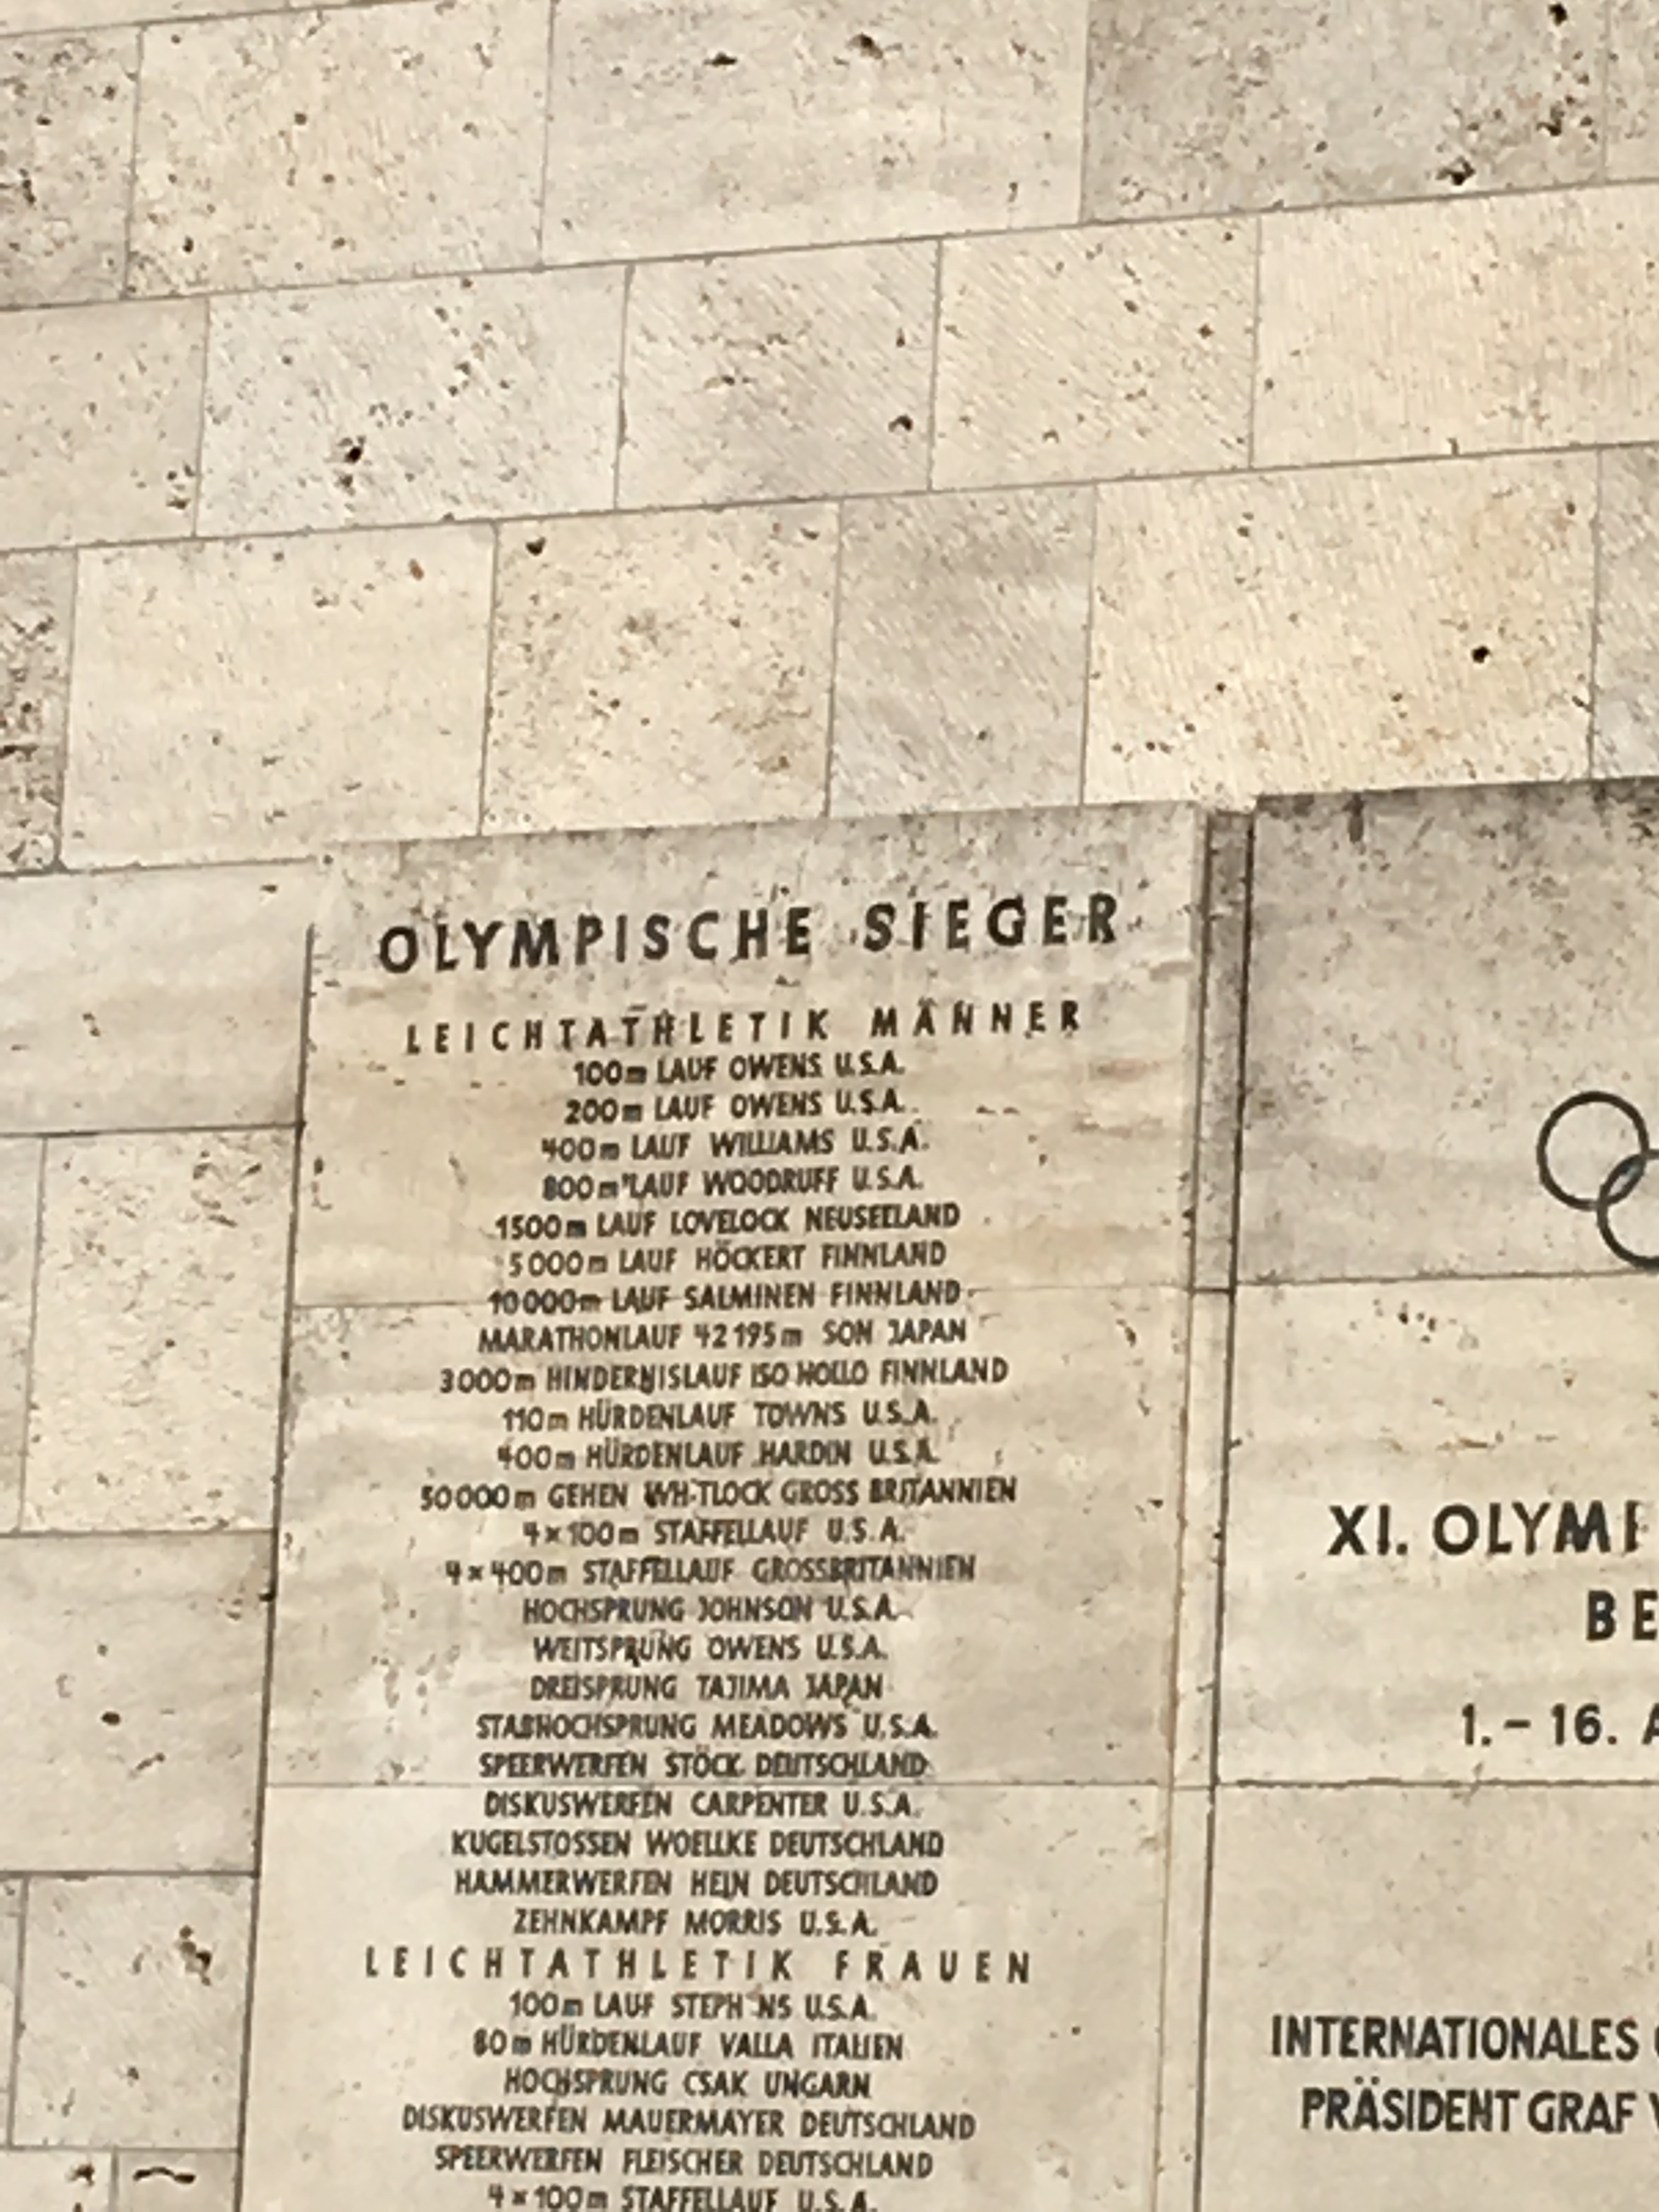 OLYMPISCHE SIEGER
LEICHTATHLETIK MÄNNER
100m LAUF OWENS U.S.A.
200m LAUF OWENS U.S.A.
400m LAUF WILLIAMS U.S.A.
800m LAUF WOODRUFF U.S.A.
1500m LAUF LOVELOCK NEUSEELAND
5000m LAUF HÖCKERT FINNLAND
10000m LAUF SALMINEN FINNLAND
MARATHONLAUF 42195m SON JAPAN
3000m HINDERNISLAUF ISO HOLLO FINNLAND
110m HÜRDENLAUF TOWNS U.S.A.
400m HÜRDENLAUF HARDIN U.S.A.
50000m GEHEN WHITLOCK GROSS BRITANNIEN
4×100m STAFFELLAUF U.S.A.
4×400m STAFFELLAUF GROSSBRITANNIEN
HOCHSPRUNG JOHNSON U.S.A.
WEITSPRUNG OWENS U.S.A.
DREISPRUNG TAJIMA JAPAN
STABHOCHSPRUNG MEADOWS U.S.A.
SPEERWERFEN STÖCK DEUTSCHLAND
DISKUSWERFEN CARPENTER U.S.A.
KUGELSTOSSEN WOELLKE DEUTSCHLAND
HAMMERWERFEN HEIN DEUTSCHLAND
ZEHNKAMPF MORRIS U.S.A.
LEICHTATHLETIK FRAUEN
100m LAUF STEPH NS U.S.A.
80m HÜRDENLAUF VALLA ITALIEN
HOCHSPRUNG CSAK UNGARN
DISKUSWERFEN MAUERMAYER DEUTSCHLAND
SPEERWERFEN FLEISCHER DEUTSCHLAND
4×100m STAFFELLAUF U.S.A.
XI. OLYMP
BE
1.–16. A
INTERNATIONALES
PRÄSIDENT GRAF